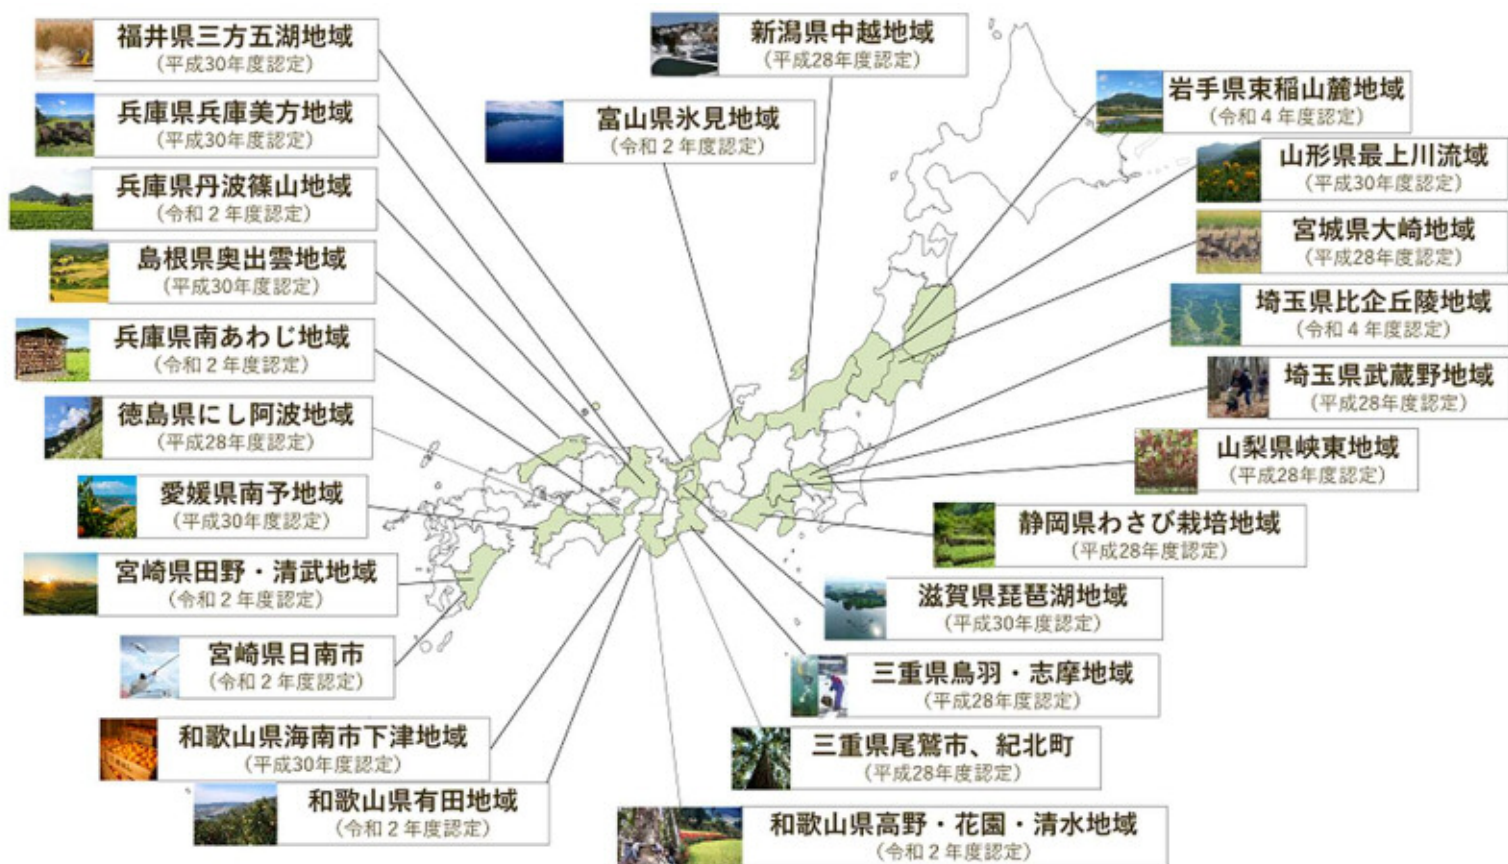 福井県三方五湖地域
(平成30年度認定)
兵庫県兵庫美方地域
(平成30年度認定)
兵庫県丹波篠山地域
(令和2年度認定)
島根県奥出雲地域
(平成30年度認定)
兵庫県南あわじ地域
(令和2年度認定)
徳島県にし阿波地域
(平成28年度認定)
愛媛県南予地域
(平成30年度認定)
宮崎県田野・清武地域
(令和2年度認定)
宮崎県日南市
(令和2年度認定)
和歌山県海南市下津地域
(平成30年度認定)
和歌山県有田地域
(令和2年度認定)
新潟県中越地域
(平成28年度認定)
富山県氷見地域
(令和2年度認定)
岩手県束稲山麓地域
(令和4年度認定)
山形県最上川流域
(平成30年度認定)
宮城県大崎地域
(平成28年度認定)
埼玉県比企丘陵地域
(令和4年度認定)
埼玉県武蔵野地域
(平成28年度認定)
山梨県峡東地域
(平成28年度認定)
静岡県わさび栽培地域
(平成28年度認定)
滋賀県琵琶湖地域
(平成30年度認定)
三重県鳥羽・志摩地域
(平成28年度認定)
三重県尾鷲市、紀北町
(平成28年度認定)
和歌山県高野・花園・清水地域
(令和2年度認定)